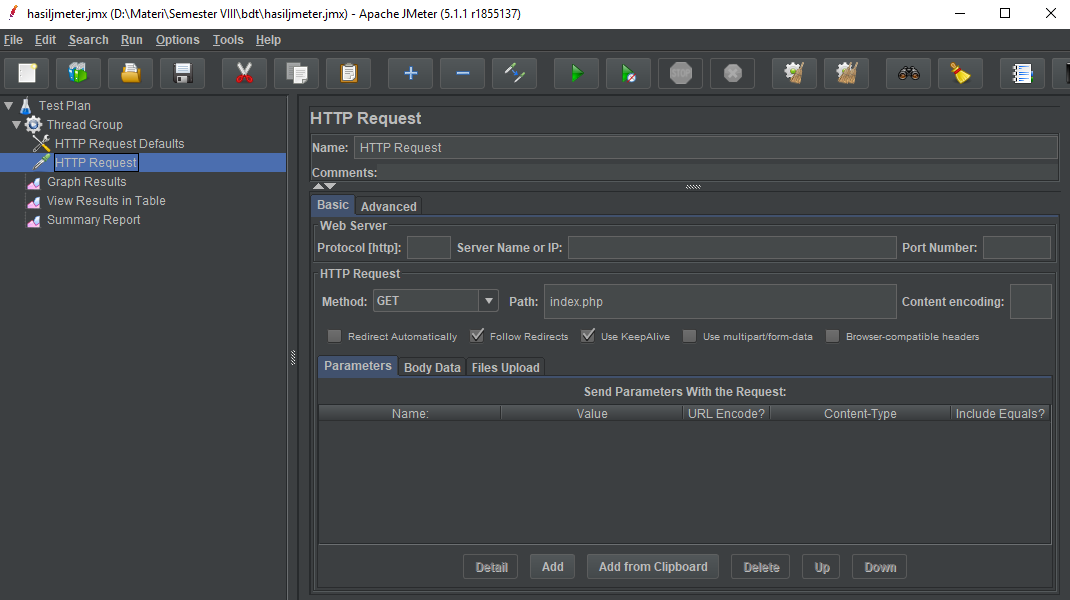 hasiljmeter.jmx (D:\Materi\Semester VIII\bdt\hasiljmeter.jmx) - Apache JMeter (5.1.1 r1855137)
File Edit Search Run Options Tools Help
STOP
Test Plan
Thread Group
HTTP Request Defaults
HTTP Request
Graph Results
View Results in Table
Summary Report
HTTP Request
Name: HTTP Request
Comments:
Basic Advanced
Web Server
Protocol [http]: Server Name or IP: Port Number:
HTTP Request
Method: GET Path: index.php Content encoding:
Redirect Automatically Follow Redirects Use KeepAlive Use multipart/form-data Browser-compatible headers
Parameters Body Data Files Upload
Send Parameters With the Request:
Name: Value URL Encode? Content-Type Include Equals?
Detail Add Add from Clipboard Delete Up Down